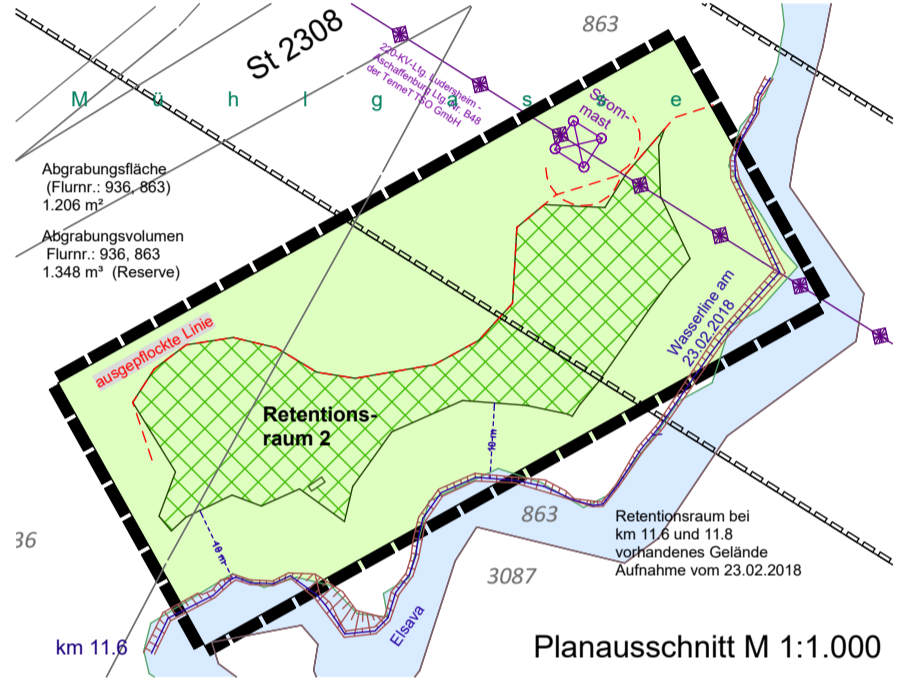 863
St 2308
220-KV-Ltg. Ludersheim -
Aschaffenburg Ltg. Nr. B48
der TenneT TSO GmbH
M ü h l g a s s e
Strom-
mast
Abgrabungsfläche
(Flurnr.: 936, 863)
1.206 m²
Abgrabungsvolumen
Flurnr.: 936, 863
1.348 m³ (Reserve)
ausgepflockte Linie
Wasserline am
23.02.2018
Retentions-
raum 2
10 m
10 m
36
863
Retentionsraum bei
km 11.6 und 11.8
vorhandenes Gelände
Aufnahme vom 23.02.2018
3087
Elsava
km 11.6
Planausschnitt M 1:1.000